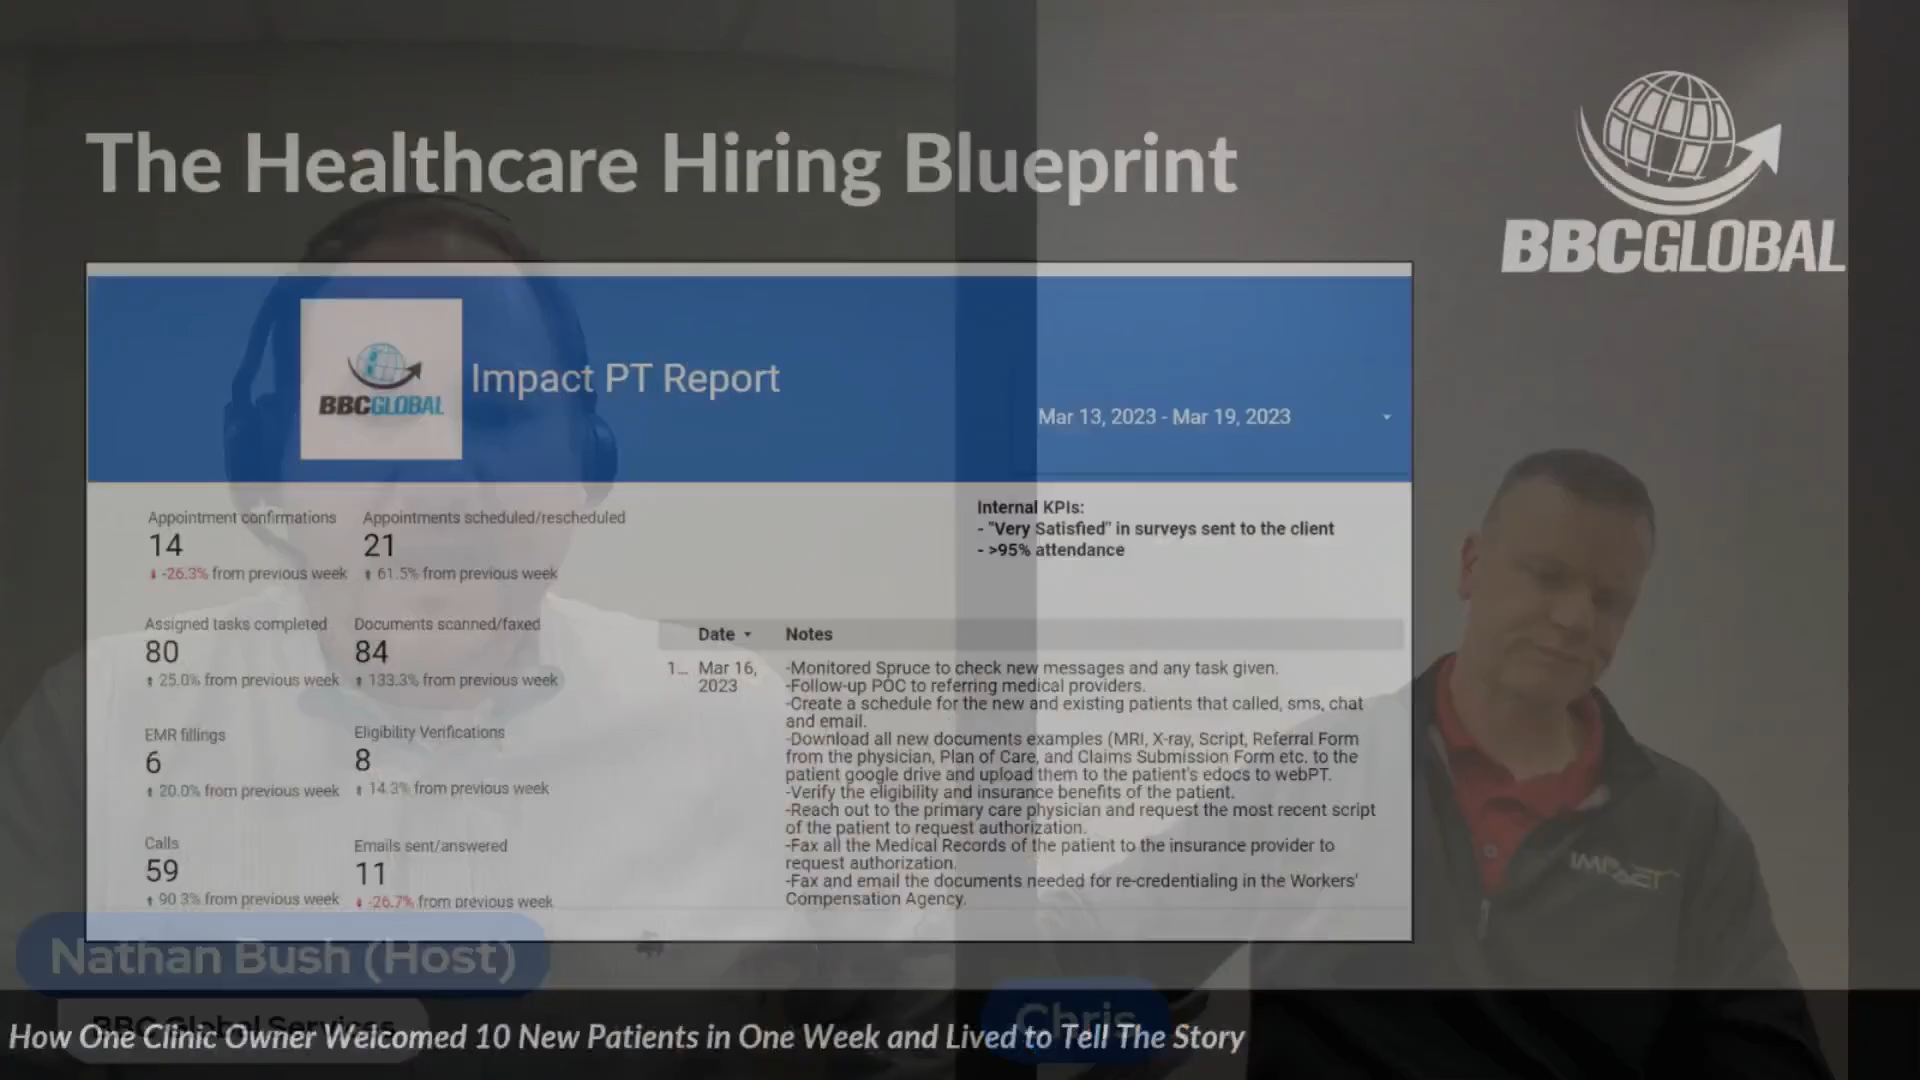 The Healthcare Hiring Blueprint
BBCGLOBAL
BBCGLOBAL
Impact PT Report
Mar 13, 2023 - Mar 19, 2023
Appointment confirmations
14
-26.3% from previous week
Appointments scheduled/rescheduled
21
61.5% from previous week
Internal KPIs:
- "Very Satisfied" in surveys sent to the client
- >95% attendance
Assigned tasks completed
80
25.0% from previous week
Documents scanned/faxed
84
133.3% from previous week
EMR fillings
6
20.0% from previous week
Eligibility Verifications
8
14.3% from previous week
Calls
59
90.3% from previous week
Emails sent/answered
11
-26.7% from previous week
Date Notes
1... Mar 16,
2023
-Monitored Spruce to check new messages and any task given.
-Follow-up POC to referring medical providers.
-Create a schedule for the new and existing patients that called, sms, chat
and email.
-Download all new documents examples (MRI, X-ray, Script, Referral Form
from the physician, Plan of Care, and Claims Submission Form etc. to the
patient google drive and upload them to the patient's edocs to webPT.
-Verify the eligibility and insurance benefits of the patient.
-Reach out to the primary care physician and request the most recent script
of the patient to request authorization.
-Fax all the Medical Records of the patient to the insurance provider to
request authorization.
-Fax and email the documents needed for re-credentialing in the Workers'
Compensation Agency.
IMPACT
Nathan Bush (Host)
BBC Global Services
Chris
How One Clinic Owner Welcomed 10 New Patients in One Week and Lived to Tell The Story